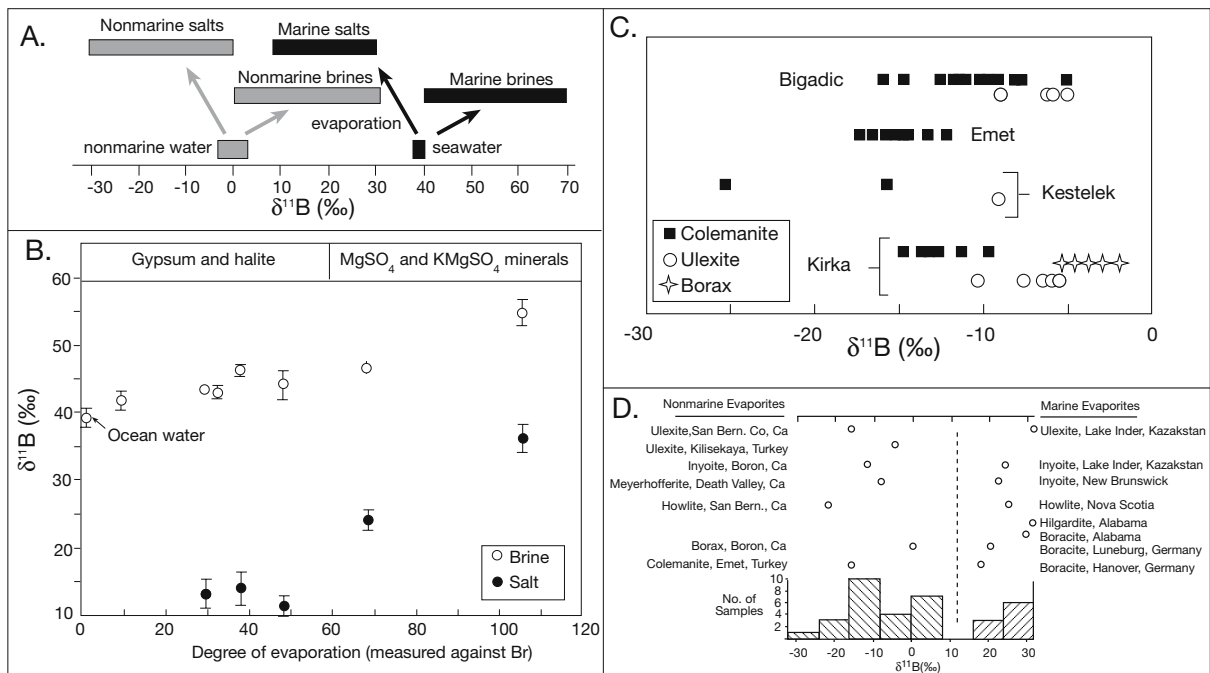 A.
Nonmarine salts
Marine salts
Nonmarine brines
Marine brines
evaporation
nonmarine water
seawater
-30 -20 -10 0 10 20 30 40 50 60 70
δ¹¹B (‰)
B.
Gypsum and halite
MgSO₄ and KMgSO₄ minerals
60
50
40
30
20
10
δ¹¹B (‰)
Ocean water
Brine
Salt
0 20 40 60 80 100 120
Degree of evaporation (measured against Br)
C.
Bigadic
Emet
Kestelek
Colemanite
Ulexite
Borax
Kirka
-30 -10 0
δ¹¹B (‰)
D.
Nonmarine Evaporites
Marine Evaporites
Ulexite,San Bern. Co, Ca
Ulexite, Lake Inder, Kazakstan
Ulexite, Kilisekaya, Turkey
Inyoite, Boron, Ca
Inyoite, Lake Inder, Kazakstan
Meyerhofferite, Death Valley, Ca
Inyoite, New Brunswick
Howlite, San Bern., Ca
Howlite, Nova Scotia
Hilgardite, Alabama
Boracite, Alabama
Borax, Boron, Ca
Boracite, Luneburg, Germany
Colemanite, Emet, Turkey
Boracite, Hanover, Germany
No. of
Samples
10
8
6
4
2
-30 -20 -10 0 10 20 30
δ¹¹B(‰)